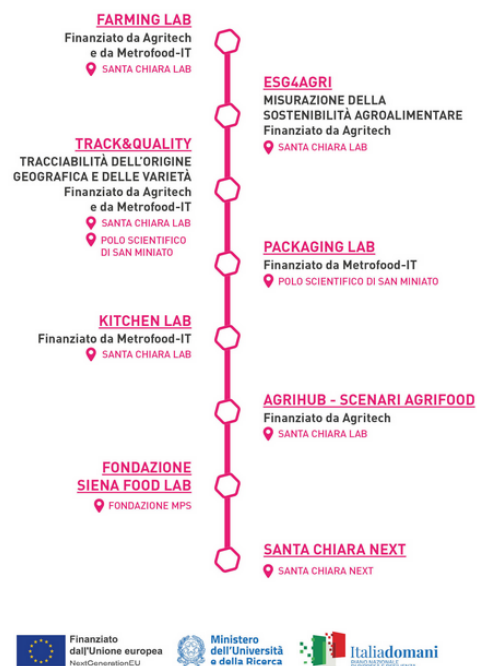 FARMING LAB
Finanziato da Agritech
e da Metrofood-IT
SANTA CHIARA LAB
ESG4AGRI
MISURAZIONE DELLA
SOSTENIBILITÀ AGROALIMENTARE
Finanziato da Agritech
SANTA CHIARA LAB
TRACK&QUALITY
TRACCIABILITÀ DELL'ORIGINE
GEOGRAFICA E DELLE VARIETÀ
Finanziato da Agritech
e da Metrofood-IT
SANTA CHIARA LAB
POLO SCIENTIFICO
DI SAN MINIATO
PACKAGING LAB
Finanziato da Metrofood-IT
POLO SCIENTIFICO DI SAN MINIATO
KITCHEN LAB
Finanziato da Metrofood-IT
SANTA CHIARA LAB
AGRIHUB - SCENARI AGRIFOOD
Finanziato da Agritech
SANTA CHIARA LAB
FONDAZIONE
SIENA FOOD LAB
FONDAZIONE MPS
SANTA CHIARA NEXT
SANTA CHIARA NEXT
Finanziato
dall'Unione europea
NextGenerationEU
Ministero
dell'Università
e della Ricerca
Italiadomani
PIANO NAZIONALE